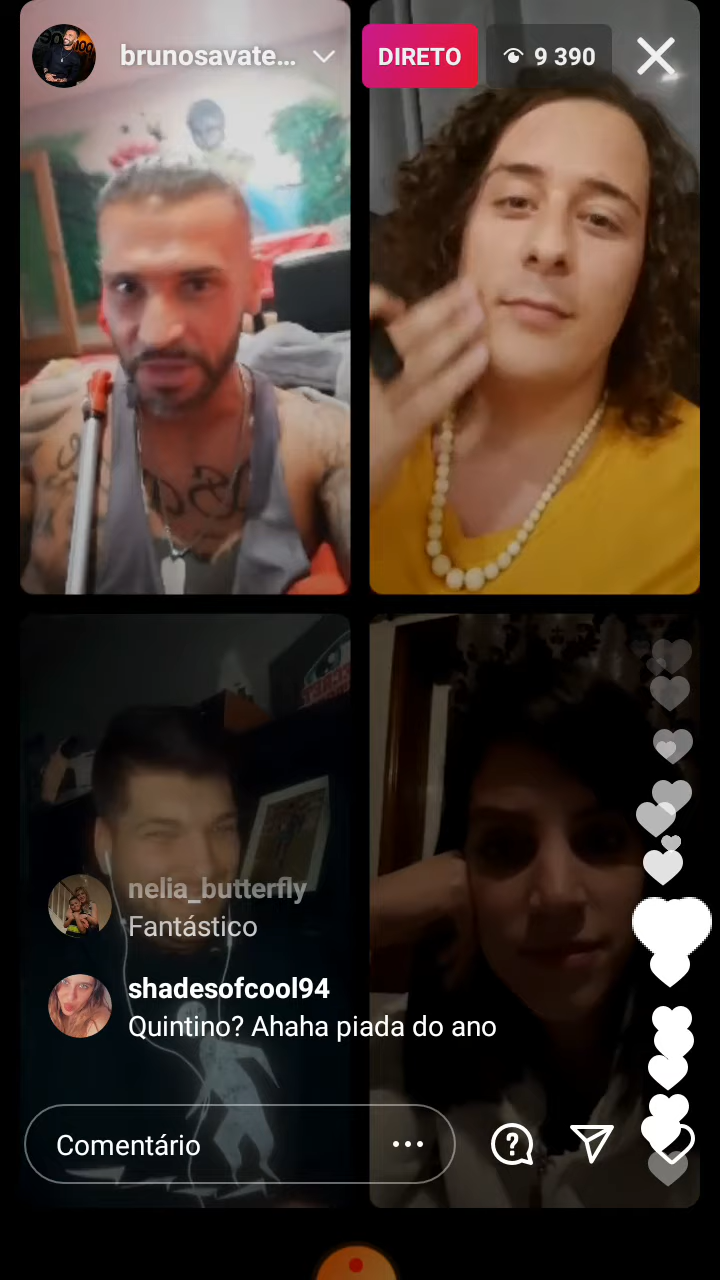 brunosavate...
DIRETO
9 390
nelia_butterfly
Fantástico
shadesofcool94
Quintino? Ahaha piada do ano
Comentário